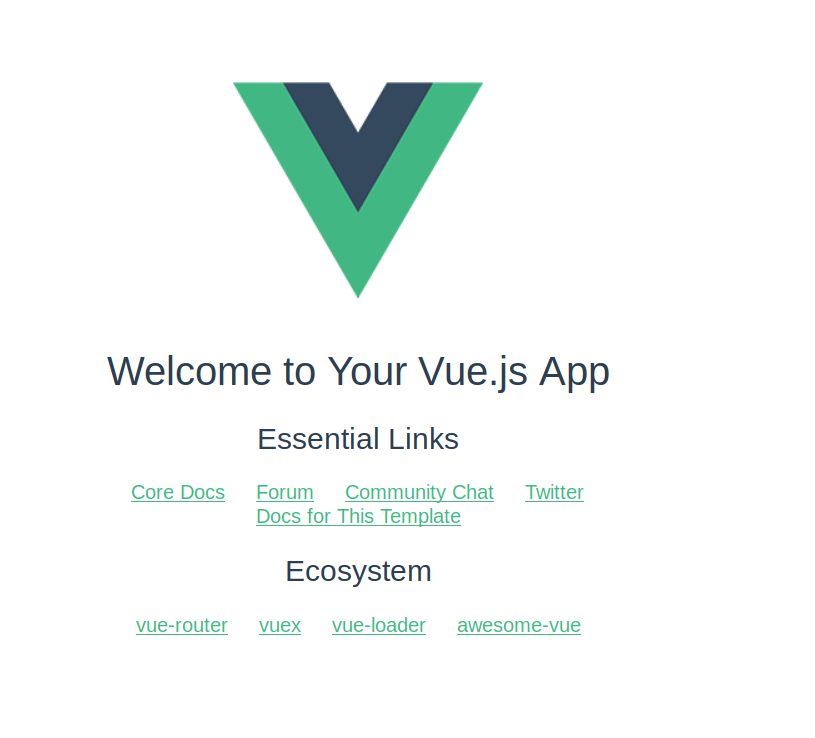 Welcome to Your Vue.js App
Essential Links
Core Docs Forum Community Chat Twitter
Docs for This Template
Ecosystem
vue-router vuex vue-loader awesome-vue